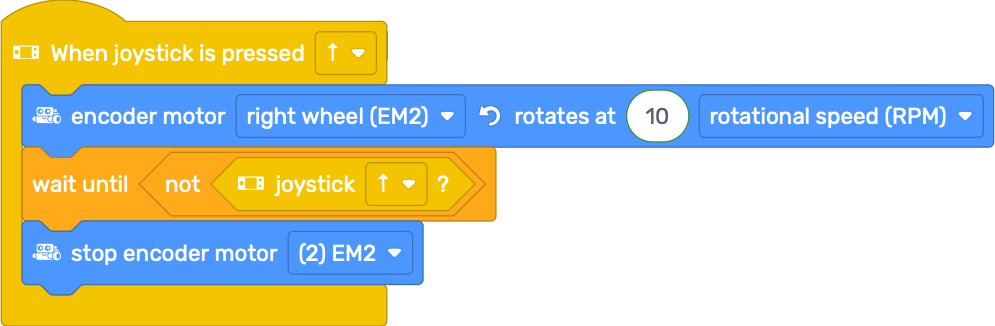 When joystick is pressed ↑
encoder motor right wheel (EM2) rotates at 10 rotational speed (RPM)
wait until not joystick ↑ ?
stop encoder motor (2) EM2